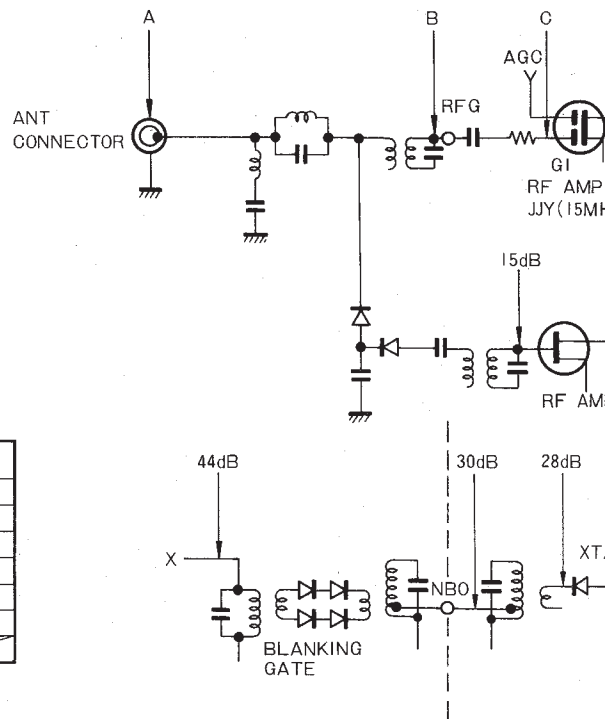 A
B
C
AGC
RFG
ANT
CONNECTOR
G1
RF AMP
JJY(15MH
15dB
RF AM
44dB
30dB
28dB
X
NBO
XT
BLANKING
GATE